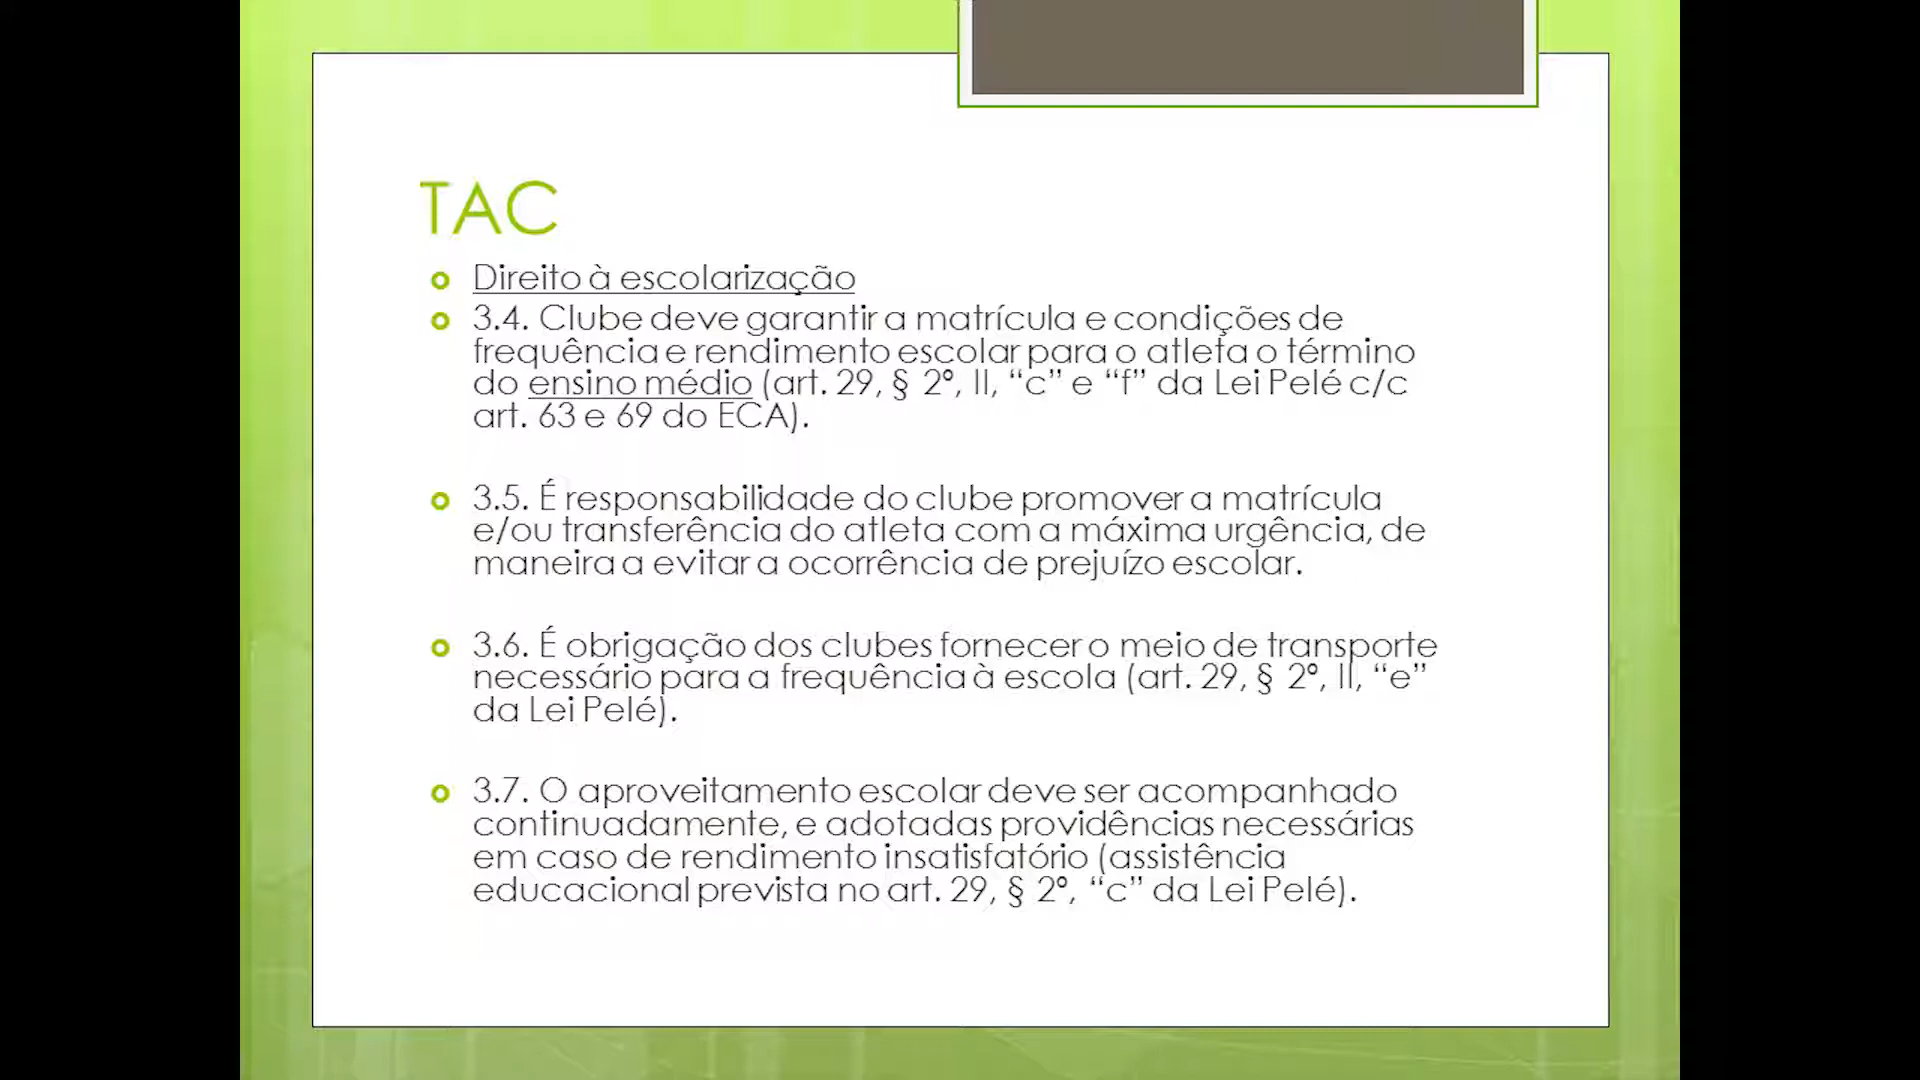 TAC
Direito à escolarização
3.4. Clube deve garantir a matrícula e condições de
frequência e rendimento escolar para o atleta o término
do ensino médio (art. 29, § 2º, II, “c” e “f” da Lei Pelé c/c
art. 63 e 69 do ECA).
3.5. É responsabilidade do clube promover a matrícula
e/ou transferência do atleta com a máxima urgência, de
maneira a evitar a ocorrência de prejuízo escolar.
3.6. É obrigação dos clubes fornecer o meio de transporte
necessário para a frequência à escola (art. 29, § 2º, II, “e”
da Lei Pelé).
3.7. O aproveitamento escolar deve ser acompanhado
continuadamente, e adotadas providências necessárias
em caso de rendimento insatisfatório (assistência
educacional prevista no art. 29, § 2º, “c” da Lei Pelé).